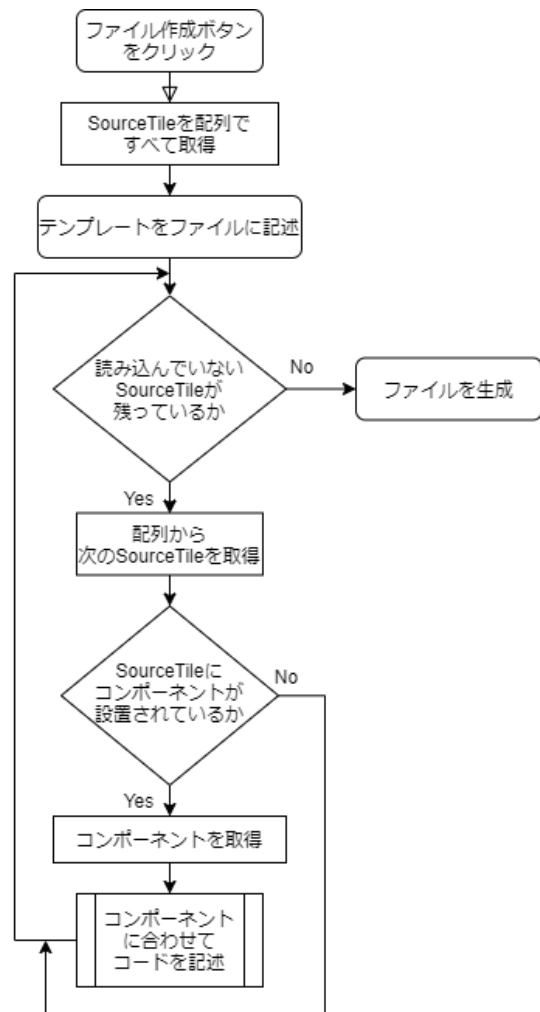 ファイル作成ボタン
をクリック
SourceTileを配列で
すべて取得
テンプレートをファイルに記述
読み込んでいない
SourceTileが
残っているか
No
ファイルを生成
Yes
配列から
次のSourceTileを取得
SourceTileに
コンポーネントが
設置されているか
No
Yes
コンポーネントを取得
コンポーネント
に合わせて
コードを記述